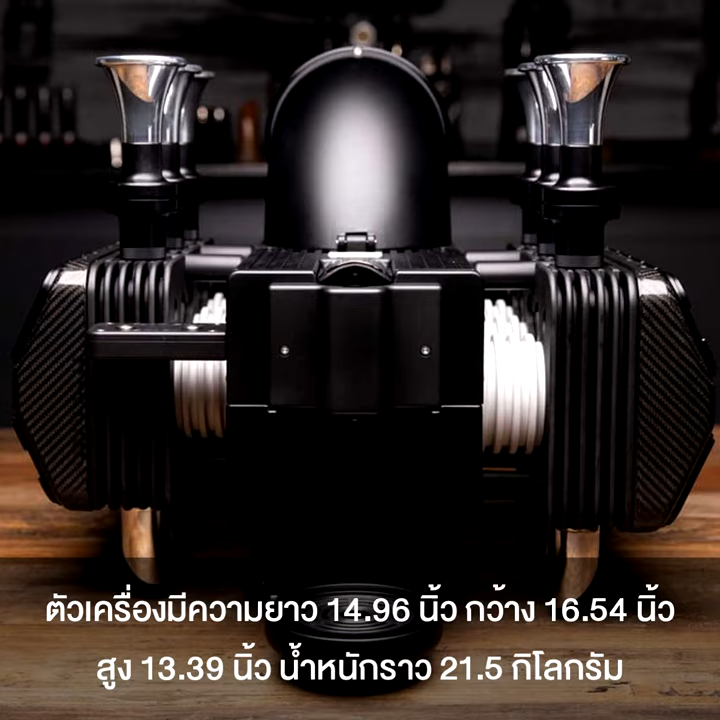 ตัวเครื่องมีความยาว 14.96 นิ้ว กว้าง 16.54 นิ้ว
สูง 13.39 นิ้ว น้ำหนักราว 21.5 กิโลกรัม